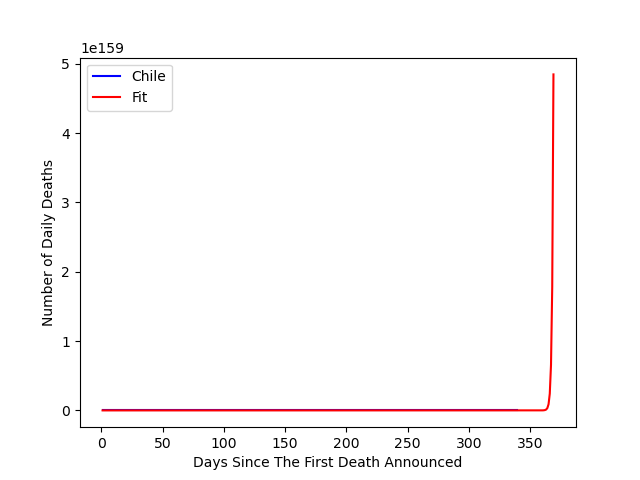 1e159
5
4
3
2
1
0
Number of Daily Deaths
Chile
Fit
0 50 100 150 200 250 300 350
Days Since The First Death Announced